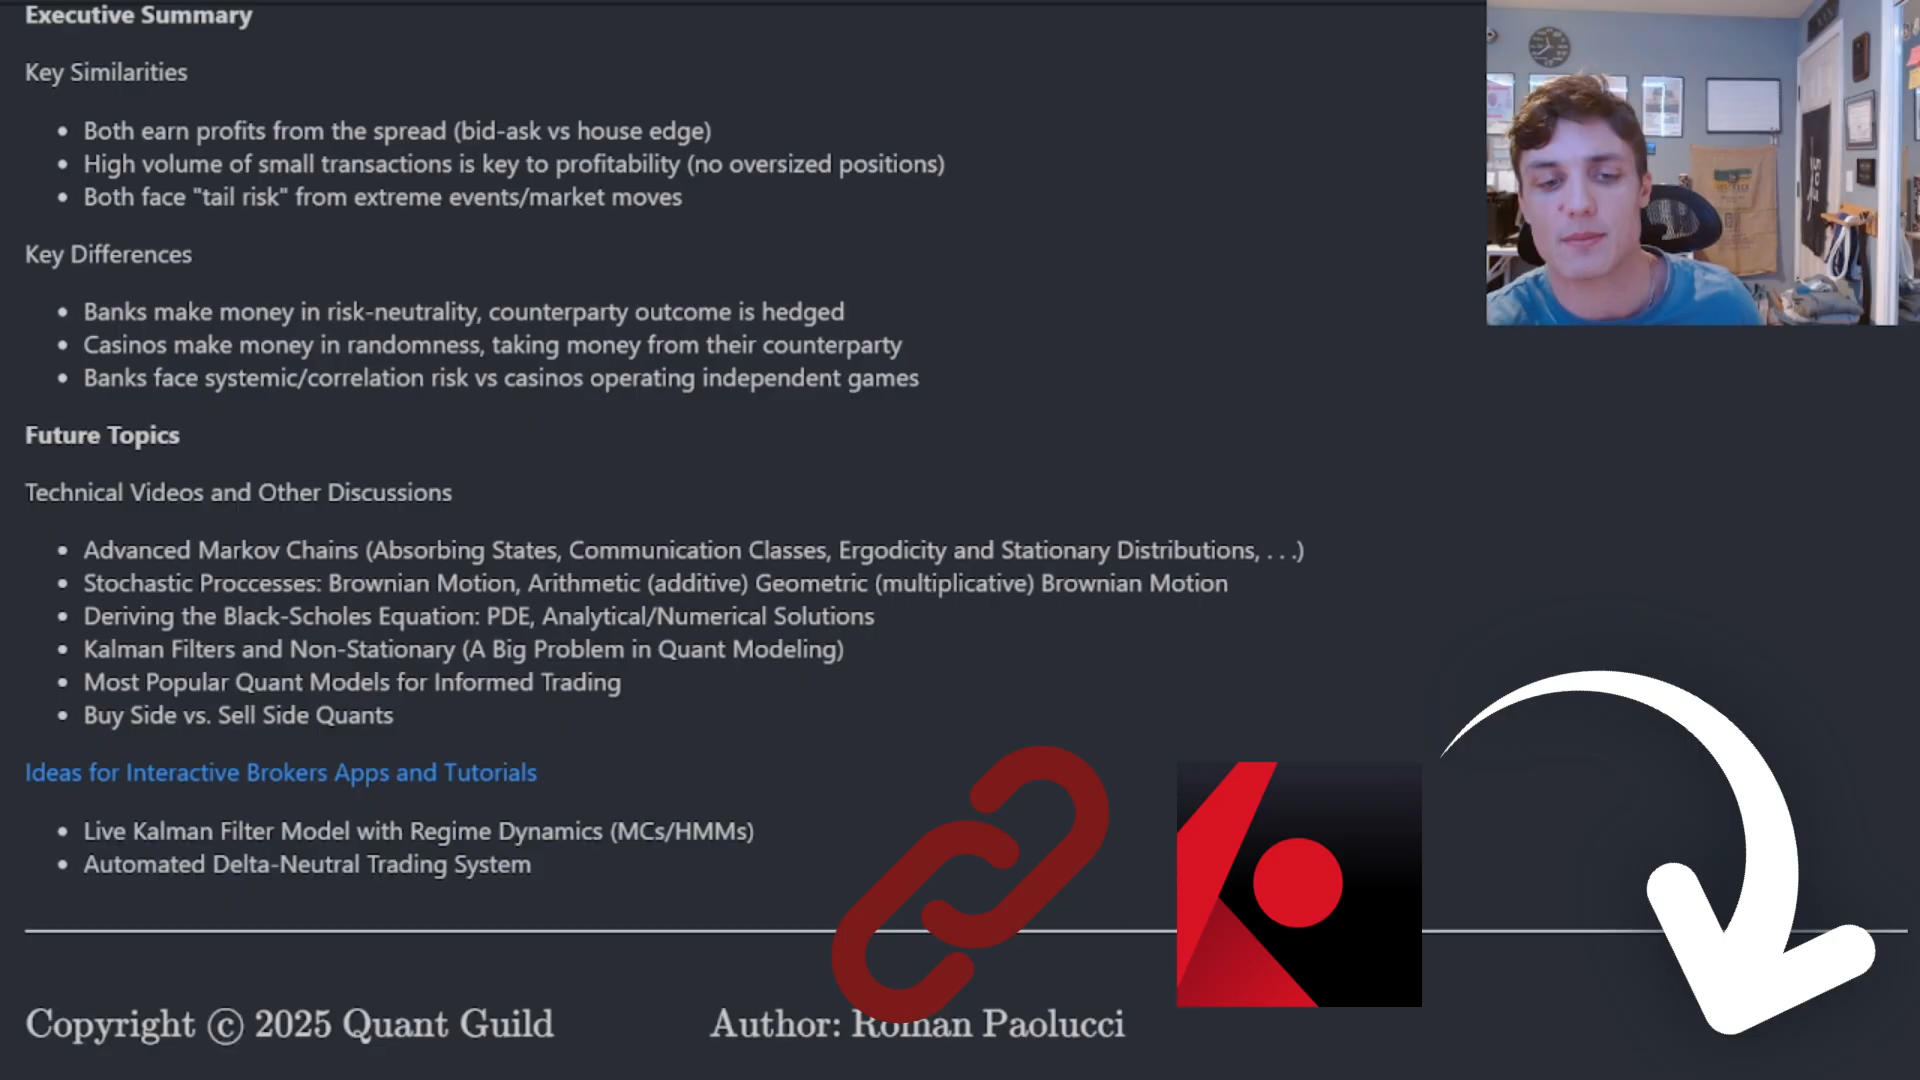 Executive Summary
Key Similarities
• Both earn profits from the spread (bid-ask vs house edge)
• High volume of small transactions is key to profitability (no oversized positions)
• Both face "tail risk" from extreme events/market moves
Key Differences
• Banks make money in risk-neutrality, counterparty outcome is hedged
• Casinos make money in randomness, taking money from their counterparty
• Banks face systemic/correlation risk vs casinos operating independent games
Future Topics
Technical Videos and Other Discussions
• Advanced Markov Chains (Absorbing States, Communication Classes, Ergodicity and Stationary Distributions, . . .)
• Stochastic Proccesses: Brownian Motion, Arithmetic (additive) Geometric (multiplicative) Brownian Motion
• Deriving the Black-Scholes Equation: PDE, Analytical/Numerical Solutions
• Kalman Filters and Non-Stationary (A Big Problem in Quant Modeling)
• Most Popular Quant Models for Informed Trading
• Buy Side vs. Sell Side Quants
Ideas for Interactive Brokers Apps and Tutorials
• Live Kalman Filter Model with Regime Dynamics (MCs/HMMs)
• Automated Delta-Neutral Trading System
Copyright © 2025 Quant Guild Author: Roman Paolucci